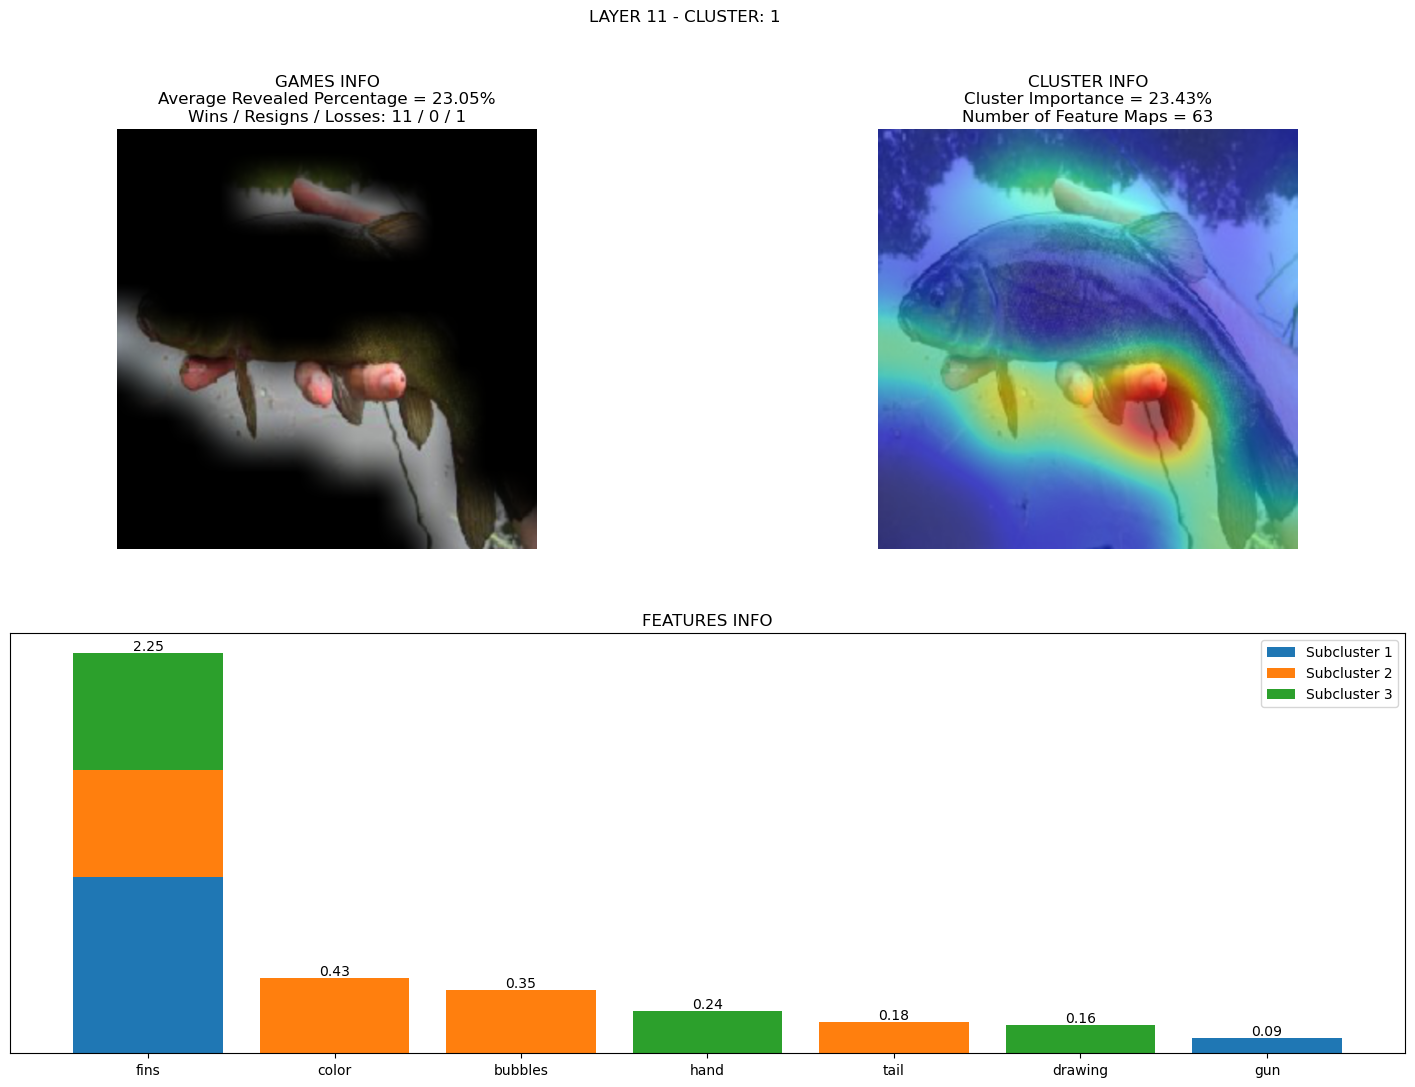 LAYER 11 - CLUSTER: 1
GAMES INFO
Average Revealed Percentage = 23.05%
Wins / Resigns / Losses: 11 / 0 / 1
CLUSTER INFO
Cluster Importance = 23.43%
Number of Feature Maps = 63
FEATURES INFO
2.25
0.43
0.35
0.24
0.18
0.16
0.09
Subcluster 1
Subcluster 2
Subcluster 3
fins
color
bubbles
hand
tail
drawing
gun